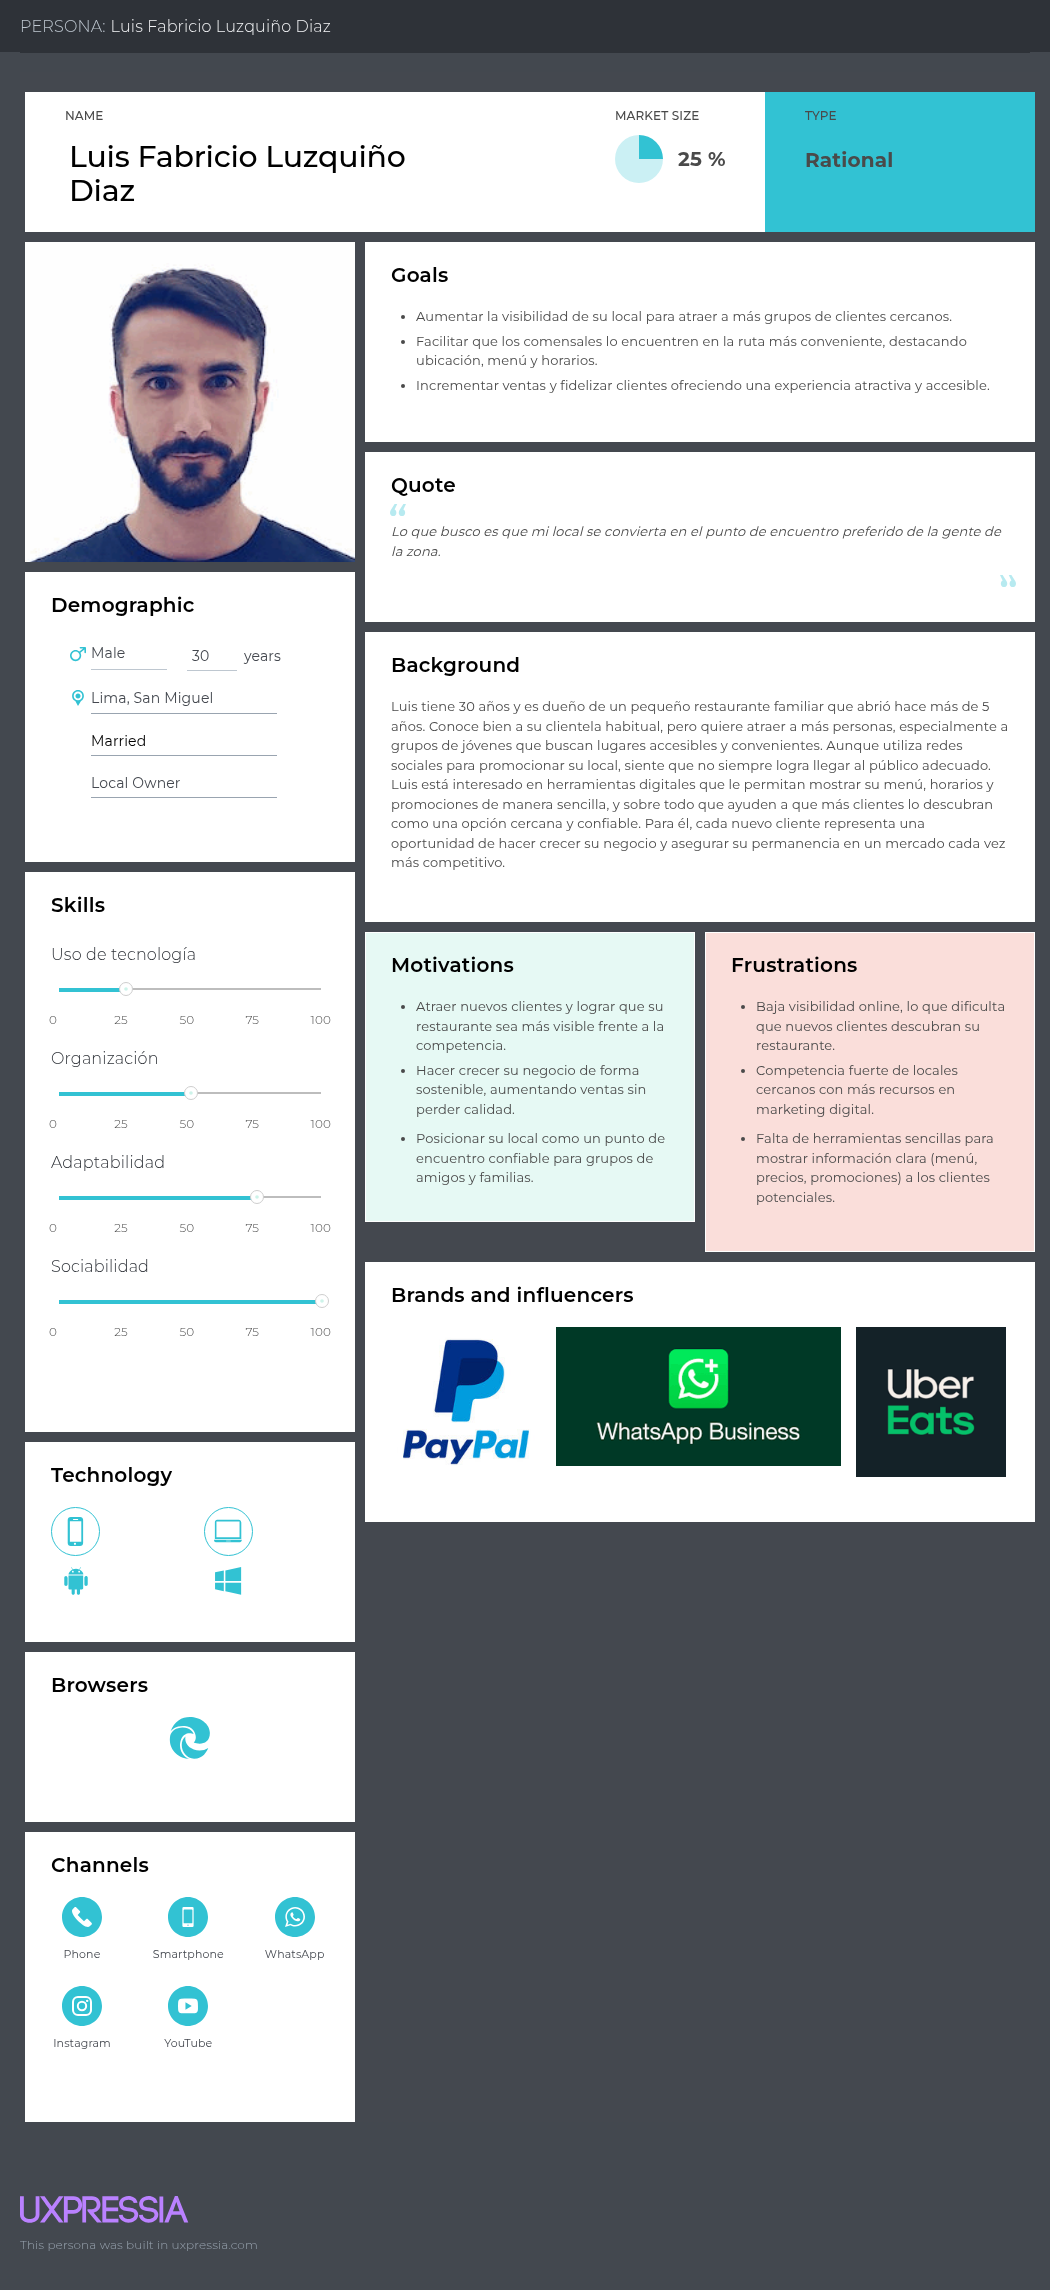 PERSONA: Luis Fabricio Luzquiño Diaz
NAME
Luis Fabricio Luzquiño
Diaz
MARKET SIZE
25 %
TYPE
Rational
Goals
• Aumentar la visibilidad de su local para atraer a más grupos de clientes cercanos.
• Facilitar que los comensales lo encuentren en la ruta más conveniente, destacando
ubicación, menú y horarios.
• Incrementar ventas y fidelizar clientes ofreciendo una experiencia atractiva y accesible.
Quote
“
Lo que busco es que mi local se convierta en el punto de encuentro preferido de la gente de
la zona.
”
Demographic
Male 30 years
Lima, San Miguel
Married
Local Owner
Background
Luis tiene 30 años y es dueño de un pequeño restaurante familiar que abrió hace más de 5
años. Conoce bien a su clientela habitual, pero quiere atraer a más personas, especialmente a
grupos de jóvenes que buscan lugares accesibles y convenientes. Aunque utiliza redes
sociales para promocionar su local, siente que no siempre logra llegar al público adecuado.
Luis está interesado en herramientas digitales que le permitan mostrar su menú, horarios y
promociones de manera sencilla, y sobre todo que ayuden a que más clientes lo descubran
como una opción cercana y confiable. Para él, cada nuevo cliente representa una
oportunidad de hacer crecer su negocio y asegurar su permanencia en un mercado cada vez
más competitivo.
Skills
Uso de tecnología
0 25 50 75 100
Organización
0 25 50 75 100
Adaptabilidad
0 25 50 75 100
Sociabilidad
0 25 50 75 100
Motivations
• Atraer nuevos clientes y lograr que su
restaurante sea más visible frente a la
competencia.
• Hacer crecer su negocio de forma
sostenible, aumentando ventas sin
perder calidad.
• Posicionar su local como un punto de
encuentro confiable para grupos de
amigos y familias.
Frustrations
• Baja visibilidad online, lo que dificulta
que nuevos clientes descubran su
restaurante.
• Competencia fuerte de locales
cercanos con más recursos en
marketing digital.
• Falta de herramientas sencillas para
mostrar información clara (menú,
precios, promociones) a los clientes
potenciales.
Brands and influencers
PayPal
WhatsApp Business
Uber
Eats
Technology
Browsers
Channels
Phone Smartphone WhatsApp
Instagram YouTube
UXPRESSIA
This persona was built in uxpressia.com